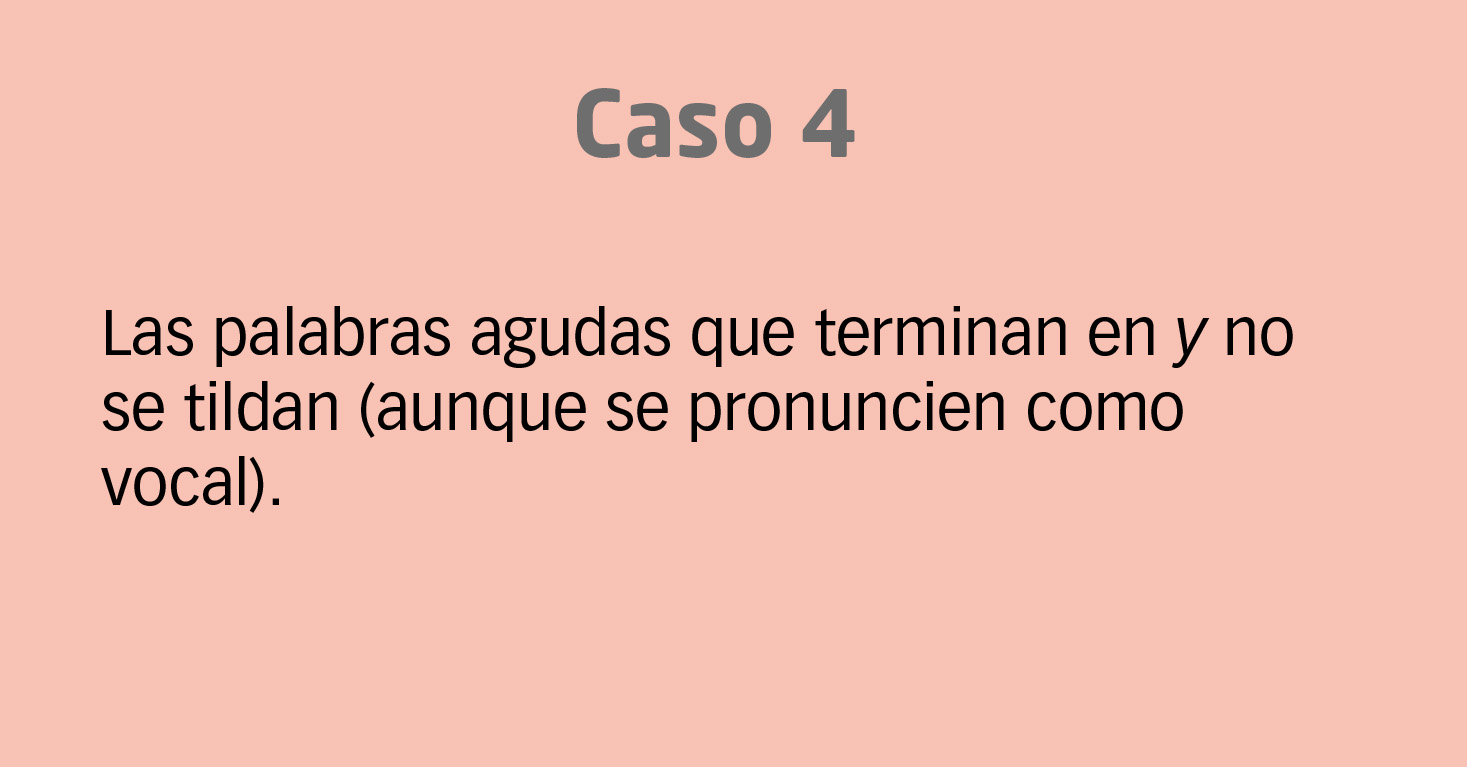 Caso 4
Las palabras agudas que terminan en y no
se tildan (aunque se pronuncien como
vocal).